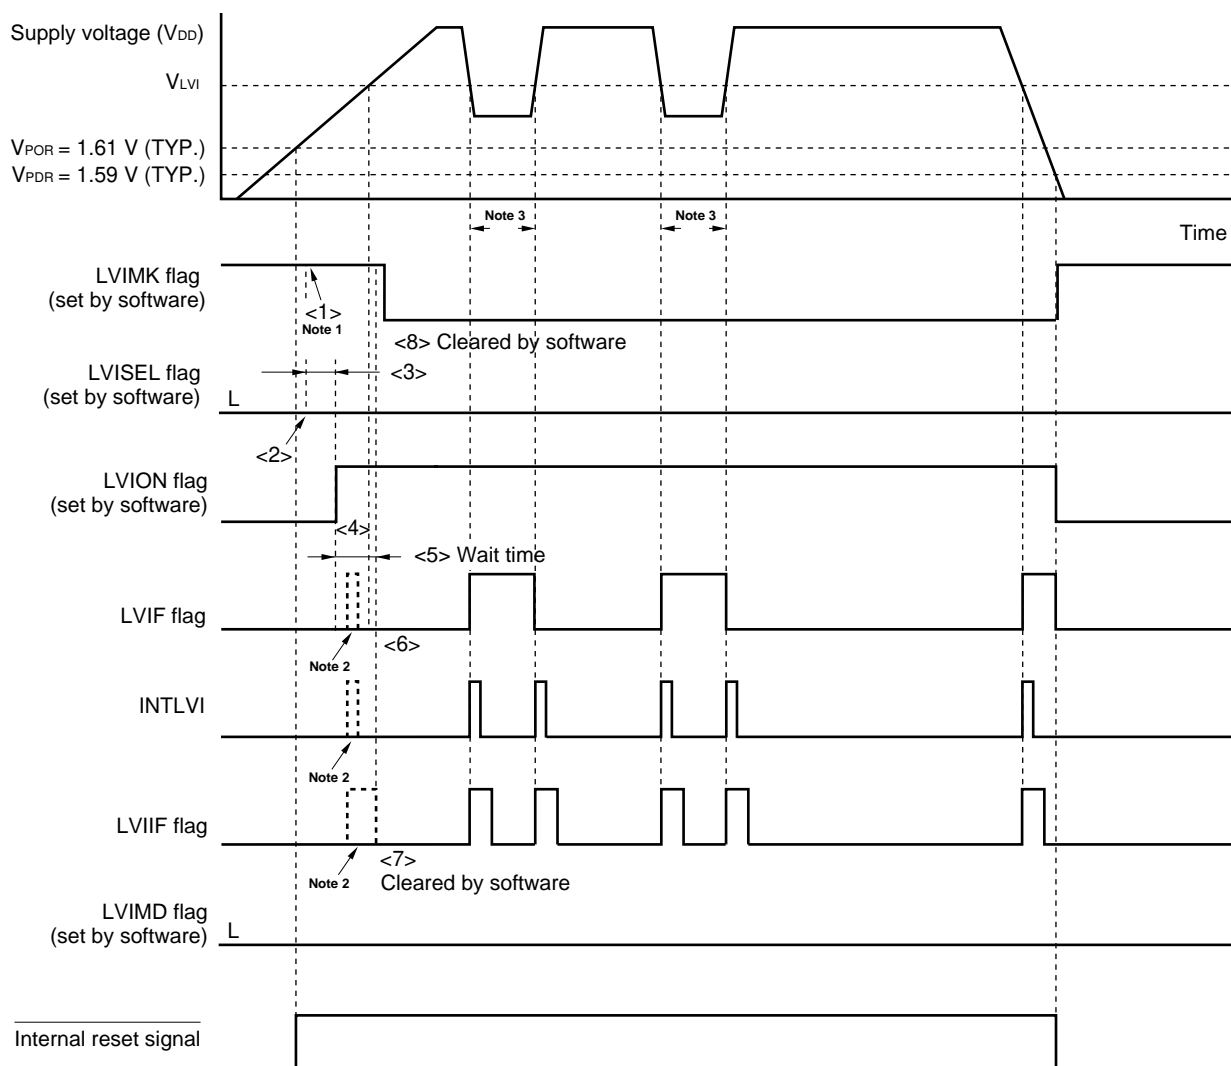 Supply voltage (VDD)
VLVI
VPOR = 1.61 V (TYP.)
VPDR = 1.59 V (TYP.)
Note 3
Note 3
Time
LVIMK flag
(set by software)
<1>
Note 1
<8> Cleared by software
LVISEL flag
(set by software)
L
<3>
<2>
LVION flag
(set by software)
<4>
<5> Wait time
LVIF flag
<6>
Note 2
INTLVI
Note 2
LVIIF flag
Note 2
<7>
Cleared by software
LVIMD flag
(set by software)
L
Internal reset signal